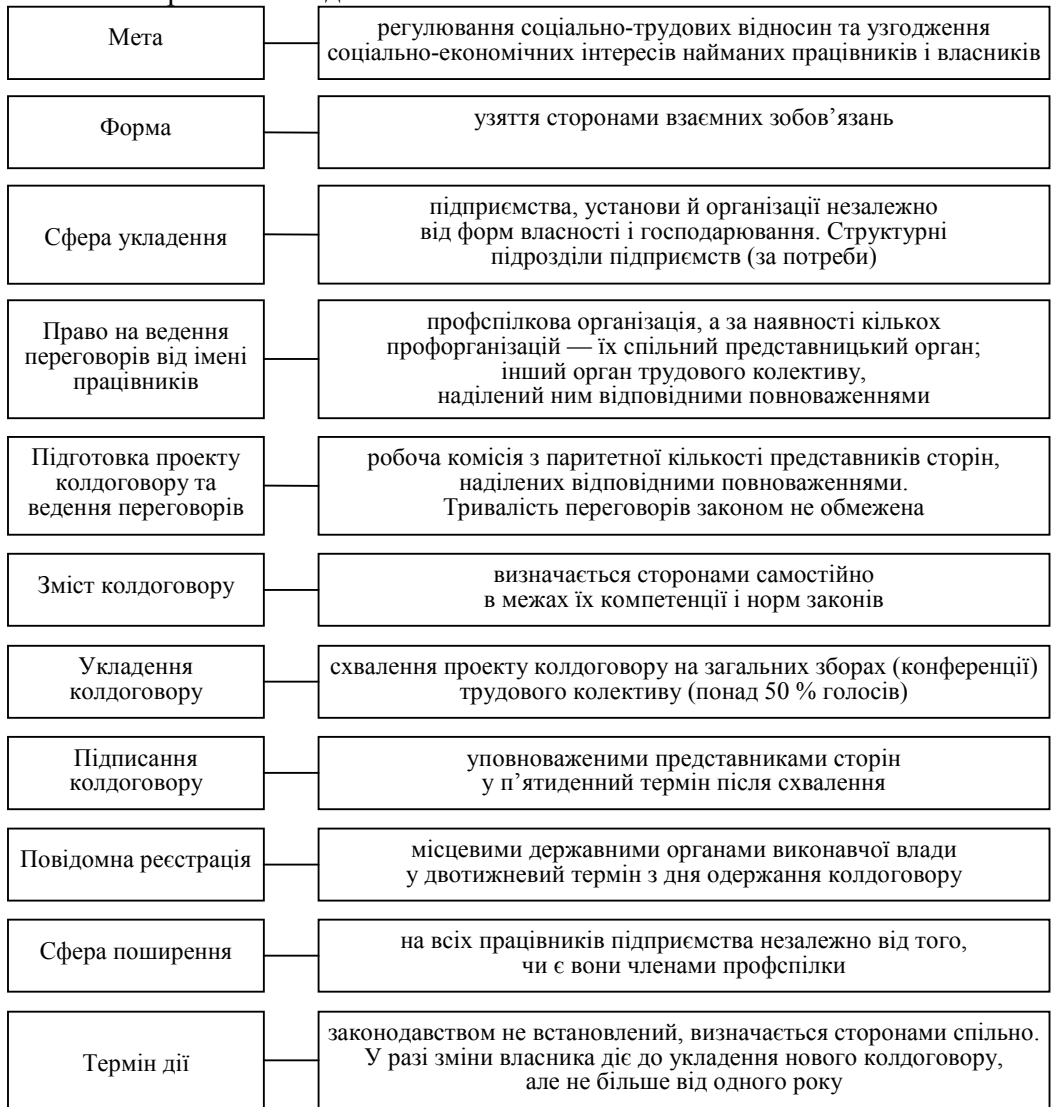 Мета
регулювання соціально-трудових відносин та узгодження
соціально-економічних інтересів найманих працівників і власників
Форма
узяття сторонами взаємних зобов’язань
Сфера укладення
підприємства, установи й організації незалежно
від форм власності і господарювання. Структурні
підрозділи підприємств (за потреби)
Право на ведення
переговорів від імені
працівників
профспілкова організація, а за наявності кількох
профорганізацій — їх спільний представницький орган;
інший орган трудового колективу,
наділений ним відповідними повноваженнями
Підготовка проекту
колдоговору та
ведення переговорів
робоча комісія з паритетної кількості представників сторін,
наділених відповідними повноваженнями.
Тривалість переговорів законом не обмежена
Зміст колдоговору
визначається сторонами самостійно
в межах їх компетенції і норм законів
Укладення
колдоговору
схвалення проекту колдоговору на загальних зборах (конференції)
трудового колективу (понад 50 % голосів)
Підписання
колдоговору
уповноваженими представниками сторін
у п’ятиденний термін після схвалення
Повідомна реєстрація
місцевими державними органами виконавчої влади
у двотижневий термін з дня одержання колдоговору
Сфера поширення
на всіх працівників підприємства незалежно від того,
чи є вони членами профспілки
Термін дії
законодавством не встановлений, визначається сторонами спільно.
У разі зміни власника діє до укладення нового колдоговору,
але не більше від одного року